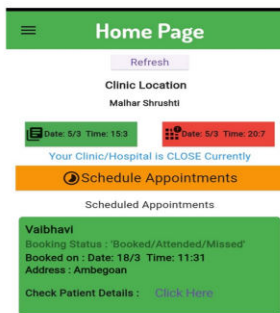 Home Page
Refresh
Clinic Location
Malhar Shrushti
Date: 5/3 Time: 15:3
Date: 5/3 Time: 20:7
Your Clinic/Hospital is CLOSE Currently
Schedule Appointments
Scheduled Appointments
Vaibhavi
Booking Status : 'Booked/Attended/Missed'
Booked on : Date: 18/3 Time: 11:31
Address : Ambegoan
Check Patient Details : Click Here